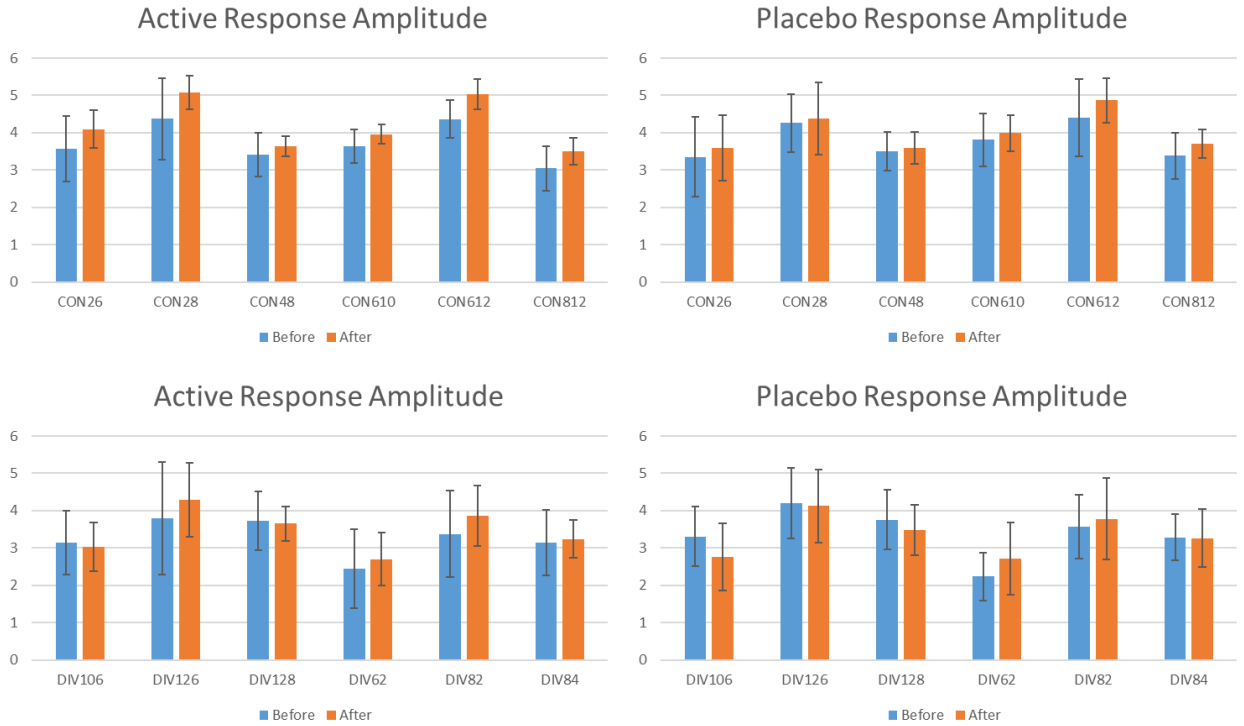 Active Response Amplitude
6
5
4
3
2
1
0
CON26 CON28 CON48 CON610 CON612 CON812
Before After
Placebo Response Amplitude
6
5
4
3
2
1
0
CON26 CON28 CON48 CON610 CON612 CON812
Before After
Active Response Amplitude
6
5
4
3
2
1
0
DIV106 DIV126 DIV128 DIV62 DIV82 DIV84
Before After
Placebo Response Amplitude
6
5
4
3
2
1
0
DIV106 DIV126 DIV128 DIV62 DIV82 DIV84
Before After